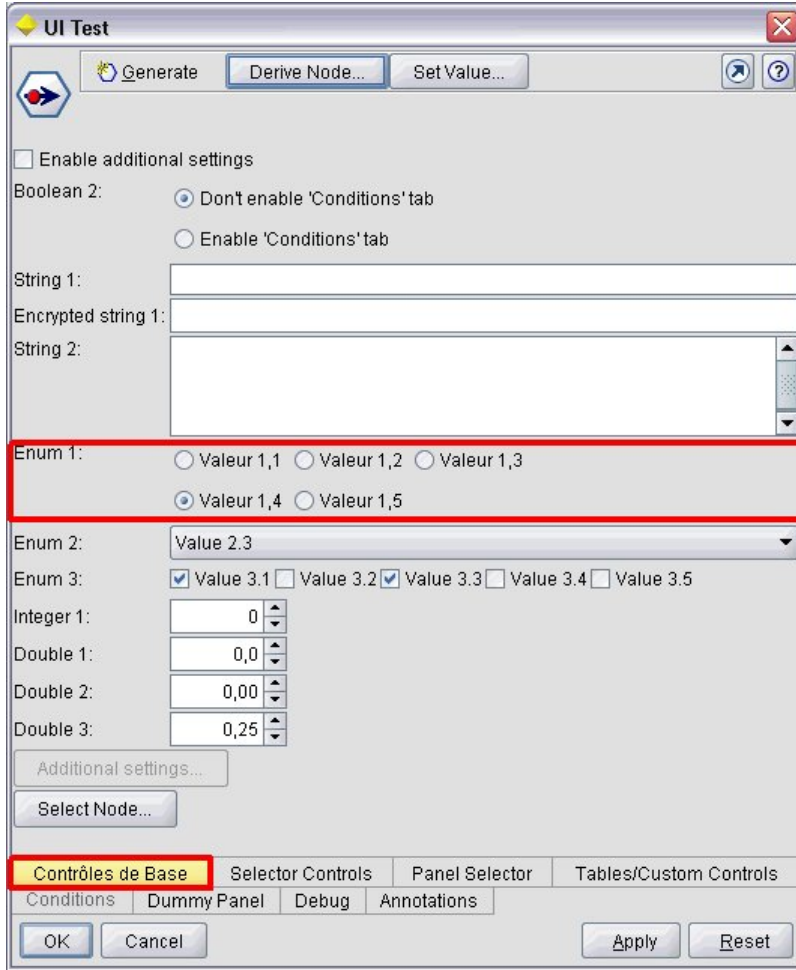 UI Test
Generate Derive Node... Set Value...
Enable additional settings
Boolean 2: Don't enable 'Conditions' tab
Enable 'Conditions' tab
String 1:
Encrypted string 1:
String 2:
Enum 1: Valeur 1,1 Valeur 1,2 Valeur 1,3
Valeur 1,4 Valeur 1,5
Enum 2: Value 2.3
Enum 3: Value 3.1 Value 3.2 Value 3.3 Value 3.4 Value 3.5
Integer 1: 0
Double 1: 0,0
Double 2: 0,00
Double 3: 0,25
Additional settings...
Select Node...
Contrôles de Base Selector Controls Panel Selector Tables/Custom Controls
Conditions Dummy Panel Debug Annotations
OK Cancel Apply Reset